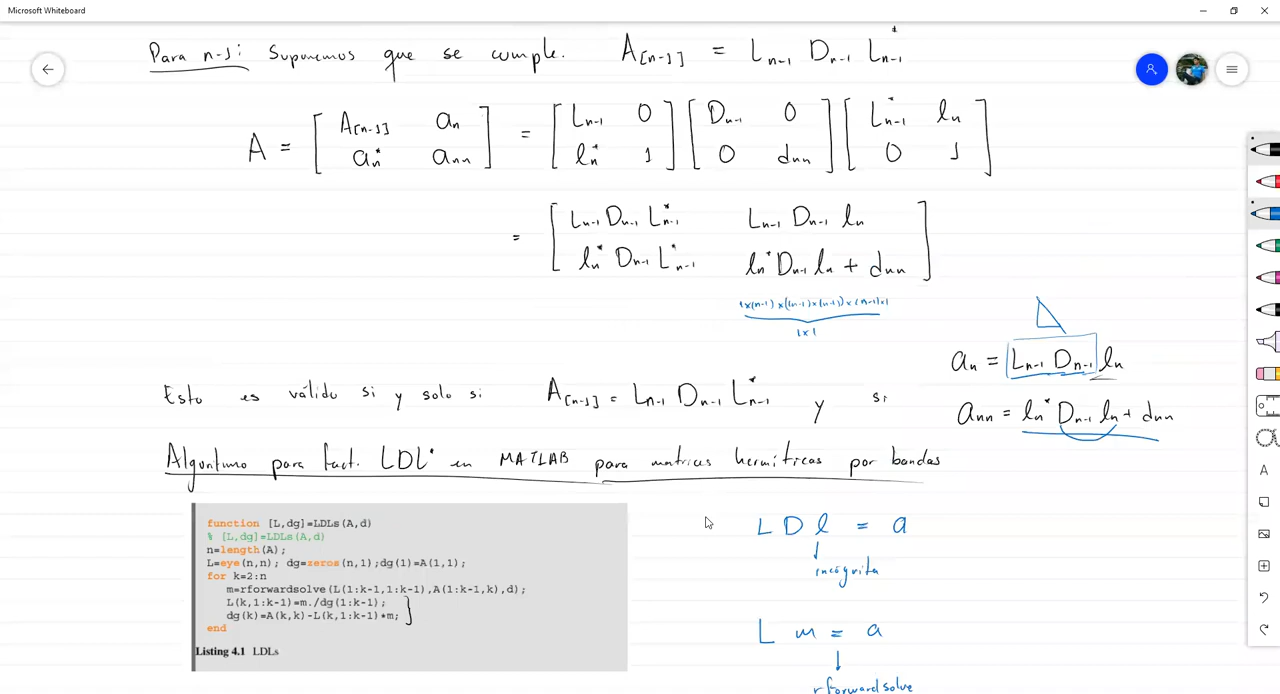 Microsoft Whiteboard
Para n-1: Suponemos que se cumple. A[n-1] = Ln-1 Dn-1 L*n-1
A = [ A[n-1] an ; an* ann ] = [ Ln-1 0 ; ln* 1 ] [ Dn-1 0 ; 0 dnn ] [ L*n-1 ln ; 0 1 ]
= [ Ln-1 Dn-1 L*n-1 Ln-1 Dn-1 ln ; ln* Dn-1 L*n-1 ln* Dn-1 ln + dnn ]
1x(n-1) x (n-1) x (n-1) x (n-1) x 1
1x1
an = Ln-1 Dn-1 ln
Esto es válido si y solo si A[n-1] = Ln-1 Dn-1 L*n-1 y si
ann = ln* Dn-1 ln + dnn
Algoritmo para fact. LDL* en MATLAB para matrices hermíticas por bandas
function [L,dg]=LDLs(A,d)
% [L,dg]=LDLs(A,d)
n=length(A);
L=eye(n,n); dg=zeros(n,1);dg(1)=A(1,1);
for k=2:n
m=rforwardsolve(L(1:k-1,1:k-1),A(1:k-1,k),d);
L(k,1:k-1)=m./dg(1:k-1);
dg(k)=A(k,k)-L(k,1:k-1)*m;
end
Listing 4.1 LDLs
L D l = a
incógnita
L m = a
rforwardsolve
A